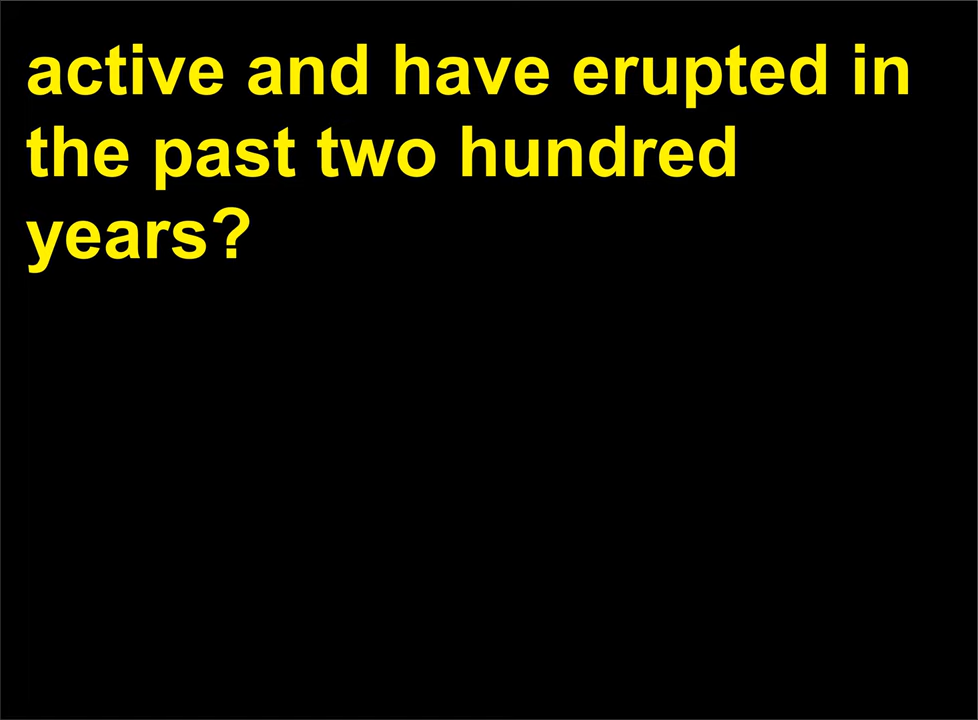 active and have erupted in
the past two hundred
years?